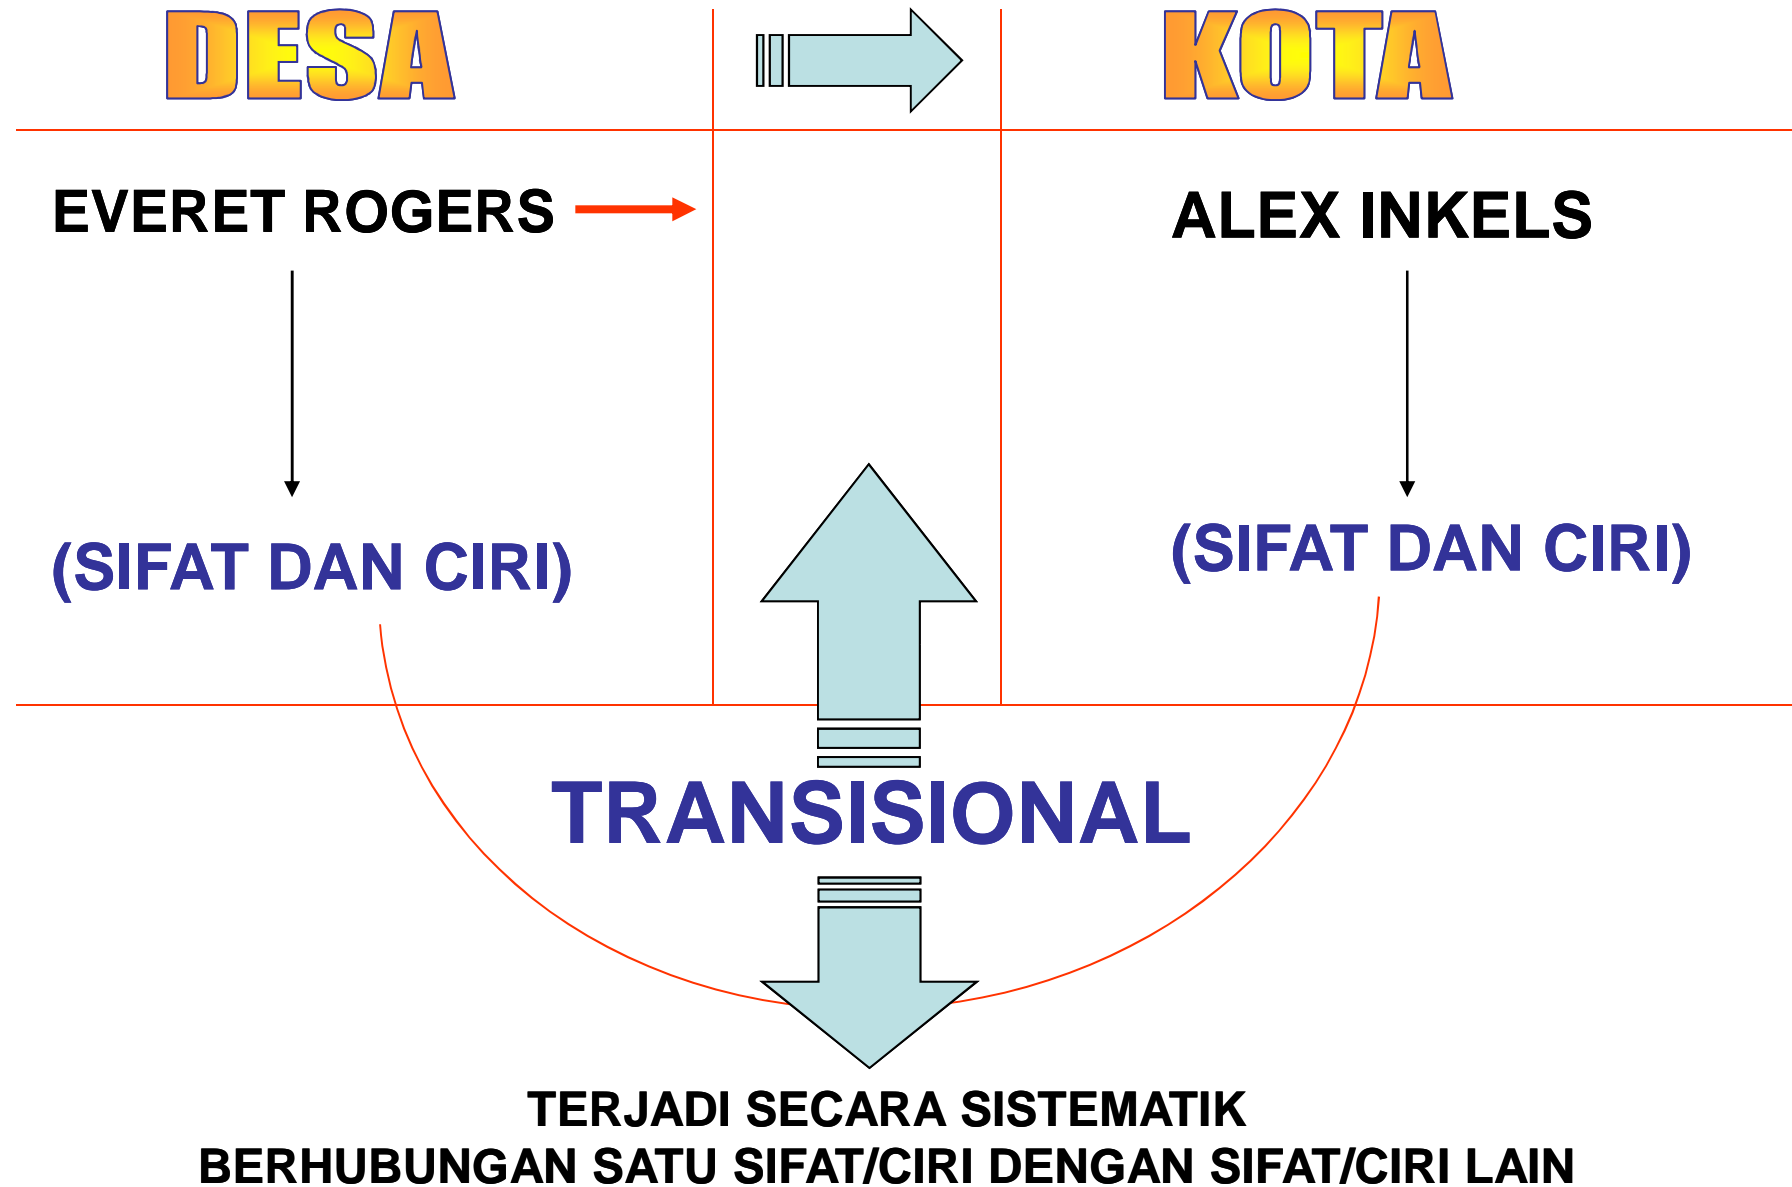 DESA
KOTA
EVERET ROGERS
ALEX INKELS
(SIFAT DAN CIRI)
(SIFAT DAN CIRI)
TRANSISIONAL
TERJADI SECARA SISTEMATIK
BERHUBUNGAN SATU SIFAT/CIRI DENGAN SIFAT/CIRI LAIN